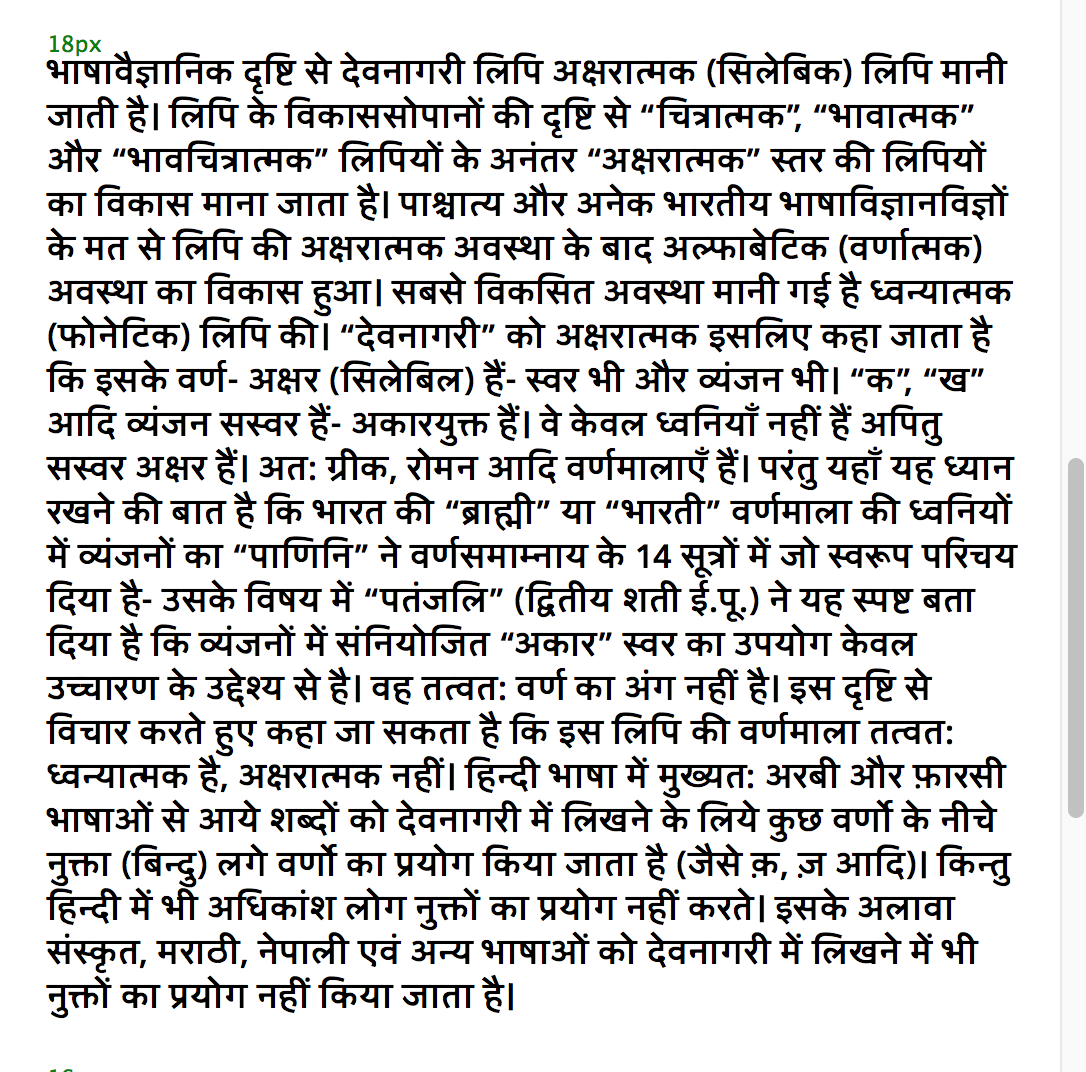 18px
भाषावैज्ञानिक दृष्टि से देवनागरी लिपि अक्षरात्मक (सिलेबिक) लिपि मानी
जाती है। लिपि के विकाससोपानों की दृष्टि से “चित्रात्मक”, “भावात्मक”
और “भावचित्रात्मक” लिपियों के अनंतर “अक्षरात्मक” स्तर की लिपियों
का विकास माना जाता है। पाश्चात्य और अनेक भारतीय भाषाविज्ञानविज्ञों
के मत से लिपि की अक्षरात्मक अवस्था के बाद अल्फाबेटिक (वर्णात्मक)
अवस्था का विकास हुआ। सबसे विकसित अवस्था मानी गई है ध्वन्यात्मक
(फोनेटिक) लिपि की। “देवनागरी” को अक्षरात्मक इसलिए कहा जाता है
कि इसके वर्ण- अक्षर (सिलेबिल) हैं- स्वर भी और व्यंजन भी। “क”, “ख”
आदि व्यंजन सस्वर हैं- अकारयुक्त हैं। वे केवल ध्वनियाँ नहीं हैं अपितु
सस्वर अक्षर हैं। अत: ग्रीक, रोमन आदि वर्णमालाएँ हैं। परंतु यहाँ यह ध्यान
रखने की बात है कि भारत की “ब्राह्मी” या “भारती” वर्णमाला की ध्वनियों
में व्यंजनों का “पाणिनि” ने वर्णसमाम्नाय के 14 सूत्रों में जो स्वरूप परिचय
दिया है- उसके विषय में “पतंजलि” (द्वितीय शती ई.पू.) ने यह स्पष्ट बता
दिया है कि व्यंजनों में संनियोजित “अकार” स्वर का उपयोग केवल
उच्चारण के उद्देश्य से है। वह तत्वत: वर्ण का अंग नहीं है। इस दृष्टि से
विचार करते हुए कहा जा सकता है कि इस लिपि की वर्णमाला तत्वत:
ध्वन्यात्मक है, अक्षरात्मक नहीं। हिन्दी भाषा में मुख्यत: अरबी और फ़ारसी
भाषाओं से आये शब्दों को देवनागरी में लिखने के लिये कुछ वर्णो के नीचे
नुक्ता (बिन्दु) लगे वर्णो का प्रयोग किया जाता है (जैसे क़, ज़ आदि)। किन्तु
हिन्दी में भी अधिकांश लोग नुक्तों का प्रयोग नहीं करते। इसके अलावा
संस्कृत, मराठी, नेपाली एवं अन्य भाषाओं को देवनागरी में लिखने में भी
नुक्तों का प्रयोग नहीं किया जाता है।